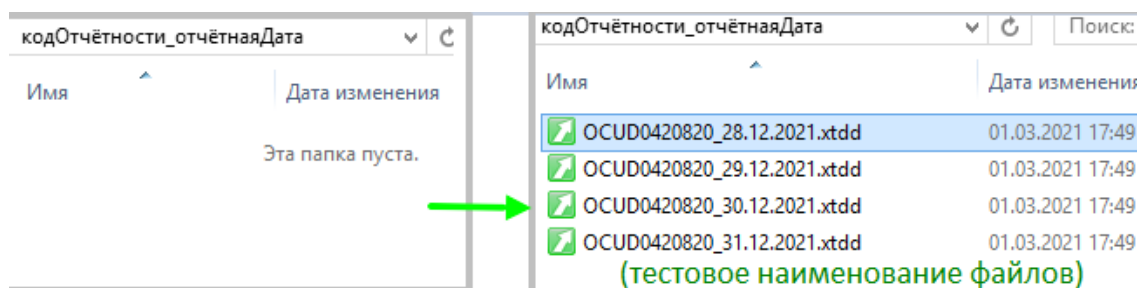 кодОтчётности_отчётнаяДата
Имя
Дата изменения
Эта папка пуста.
кодОтчётности_отчётнаяДата
Поиск:
Имя
Дата изменения
OCUD0420820_28.12.2021.xtdd 01.03.2021 17:49
OCUD0420820_29.12.2021.xtdd 01.03.2021 17:49
OCUD0420820_30.12.2021.xtdd 01.03.2021 17:49
OCUD0420820_31.12.2021.xtdd 01.03.2021 17:49
(тестовое наименование файлов)